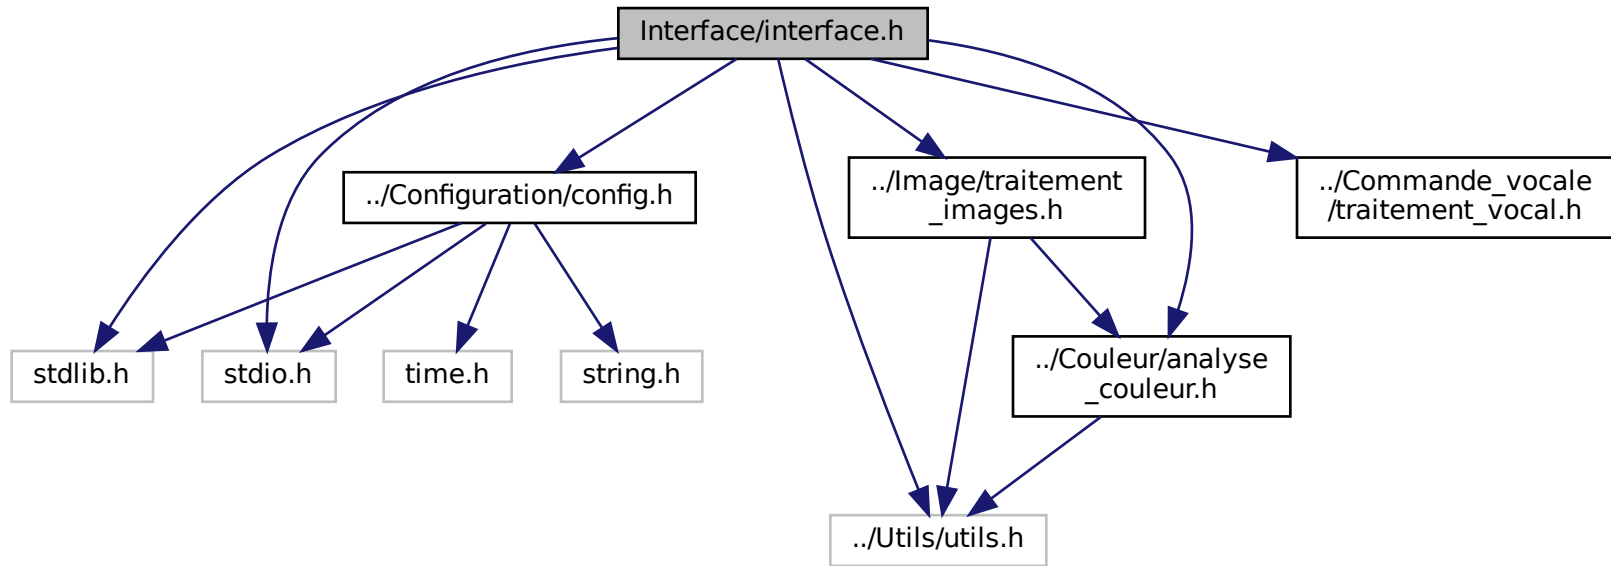 Interface/interface.h
../Configuration/config.h
../Image/traitement
_images.h
../Commande_vocale
/traitement_vocal.h
stdlib.h
stdio.h
time.h
string.h
../Couleur/analyse
_couleur.h
../Utils/utils.h